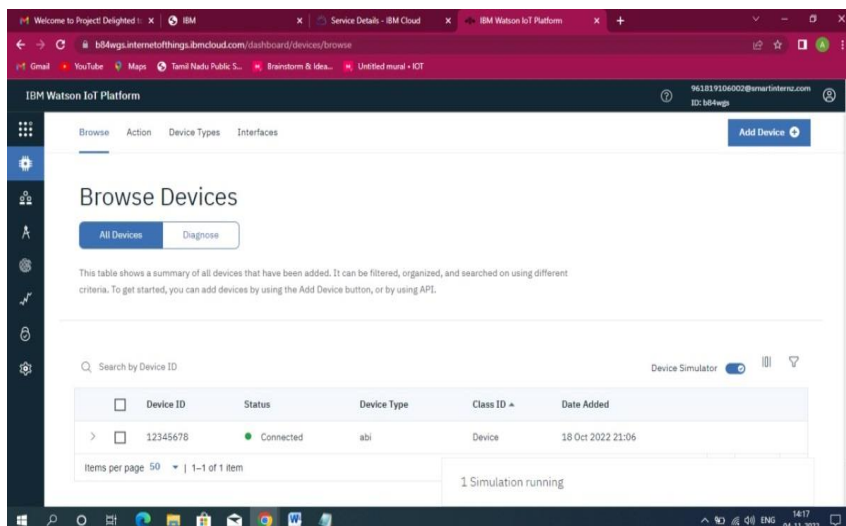 Welcome to Project! Delighted t
IBM
Service Details - IBM Cloud
IBM Watson IoT Platform
b84wgs.internetofthings.ibmcloud.com/dashboard/devices/browse
Gmail
YouTube
Maps
Tamil Nadu Public S...
Brainstorm & Idea...
Untitled mural • IOT
IBM Watson IoT Platform
961819106002@smartinternz.com
ID: b84wgs
Browse
Action
Device Types
Interfaces
Add Device
Browse Devices
All Devices
Diagnose
This table shows a summary of all devices that have been added. It can be filtered, organized, and searched on using different
criteria. To get started, you can add devices by using the Add Device button, or by using API.
Search by Device ID
Device Simulator
Device ID Status Device Type Class ID Date Added
12345678 Connected abi Device 18 Oct 2022 21:06
Items per page 50 | 1–1 of 1 item
1 Simulation running
ENG
14:17
04-11-2022